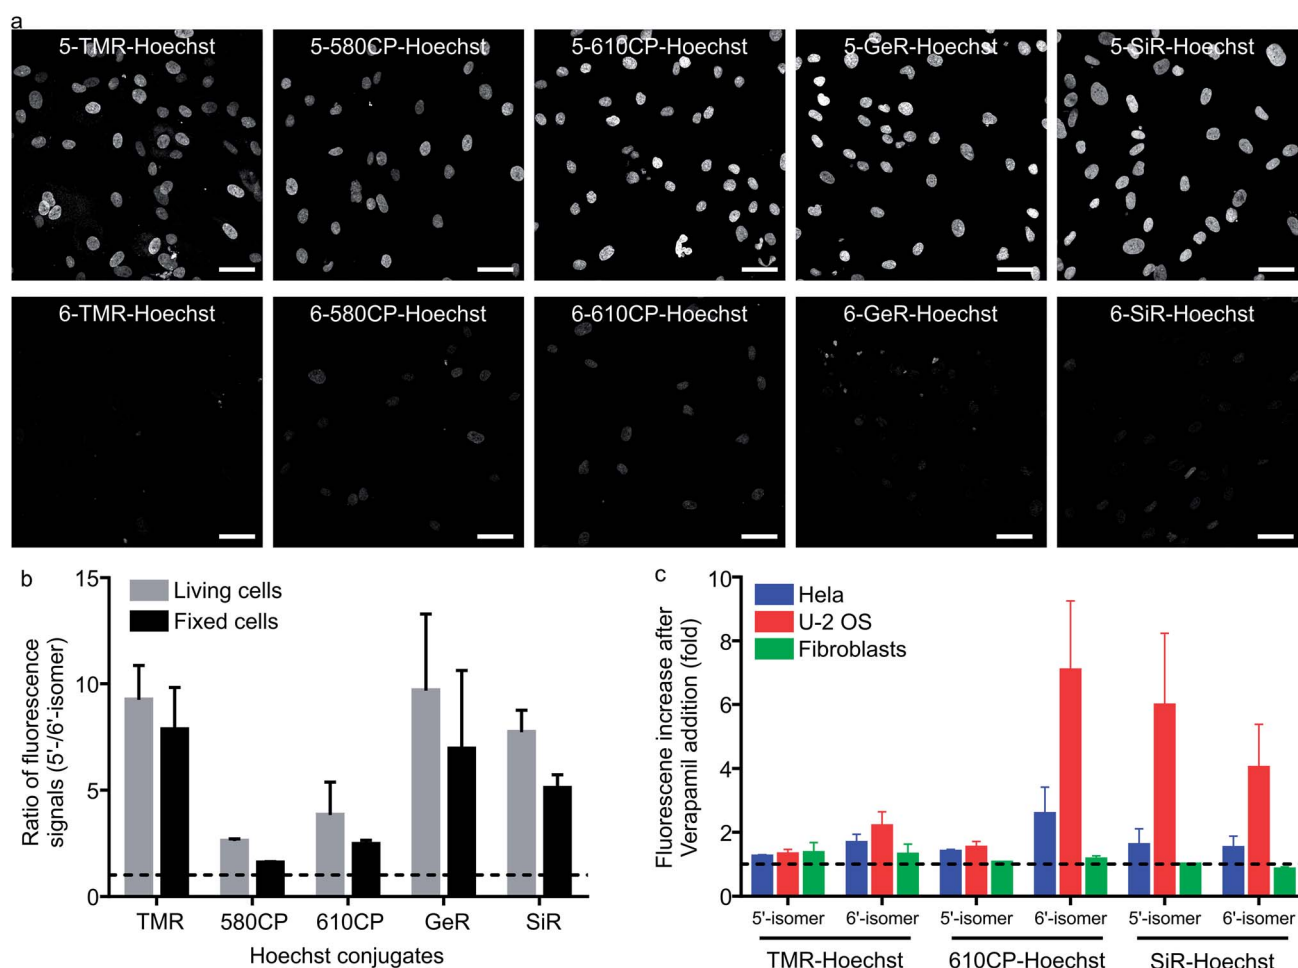 a
5-TMR-Hoechst
5-580CP-Hoechst
5-610CP-Hoechst
5-GeR-Hoechst
5-SiR-Hoechst
6-TMR-Hoechst
6-580CP-Hoechst
6-610CP-Hoechst
6-GeR-Hoechst
6-SiR-Hoechst
b
Ratio of fluorescence
signals (5'-/6'-isomer)
15
10
5
0
Living cells
Fixed cells
TMR
580CP
610CP
GeR
SiR
Hoechst conjugates
c
Fluorescene increase after
Verapamil addition (fold)
10
8
6
4
2
0
Hela
U-2 OS
Fibroblasts
5'-isomer
6'-isomer
5'-isomer
6'-isomer
5'-isomer
6'-isomer
TMR-Hoechst
610CP-Hoechst
SiR-Hoechst